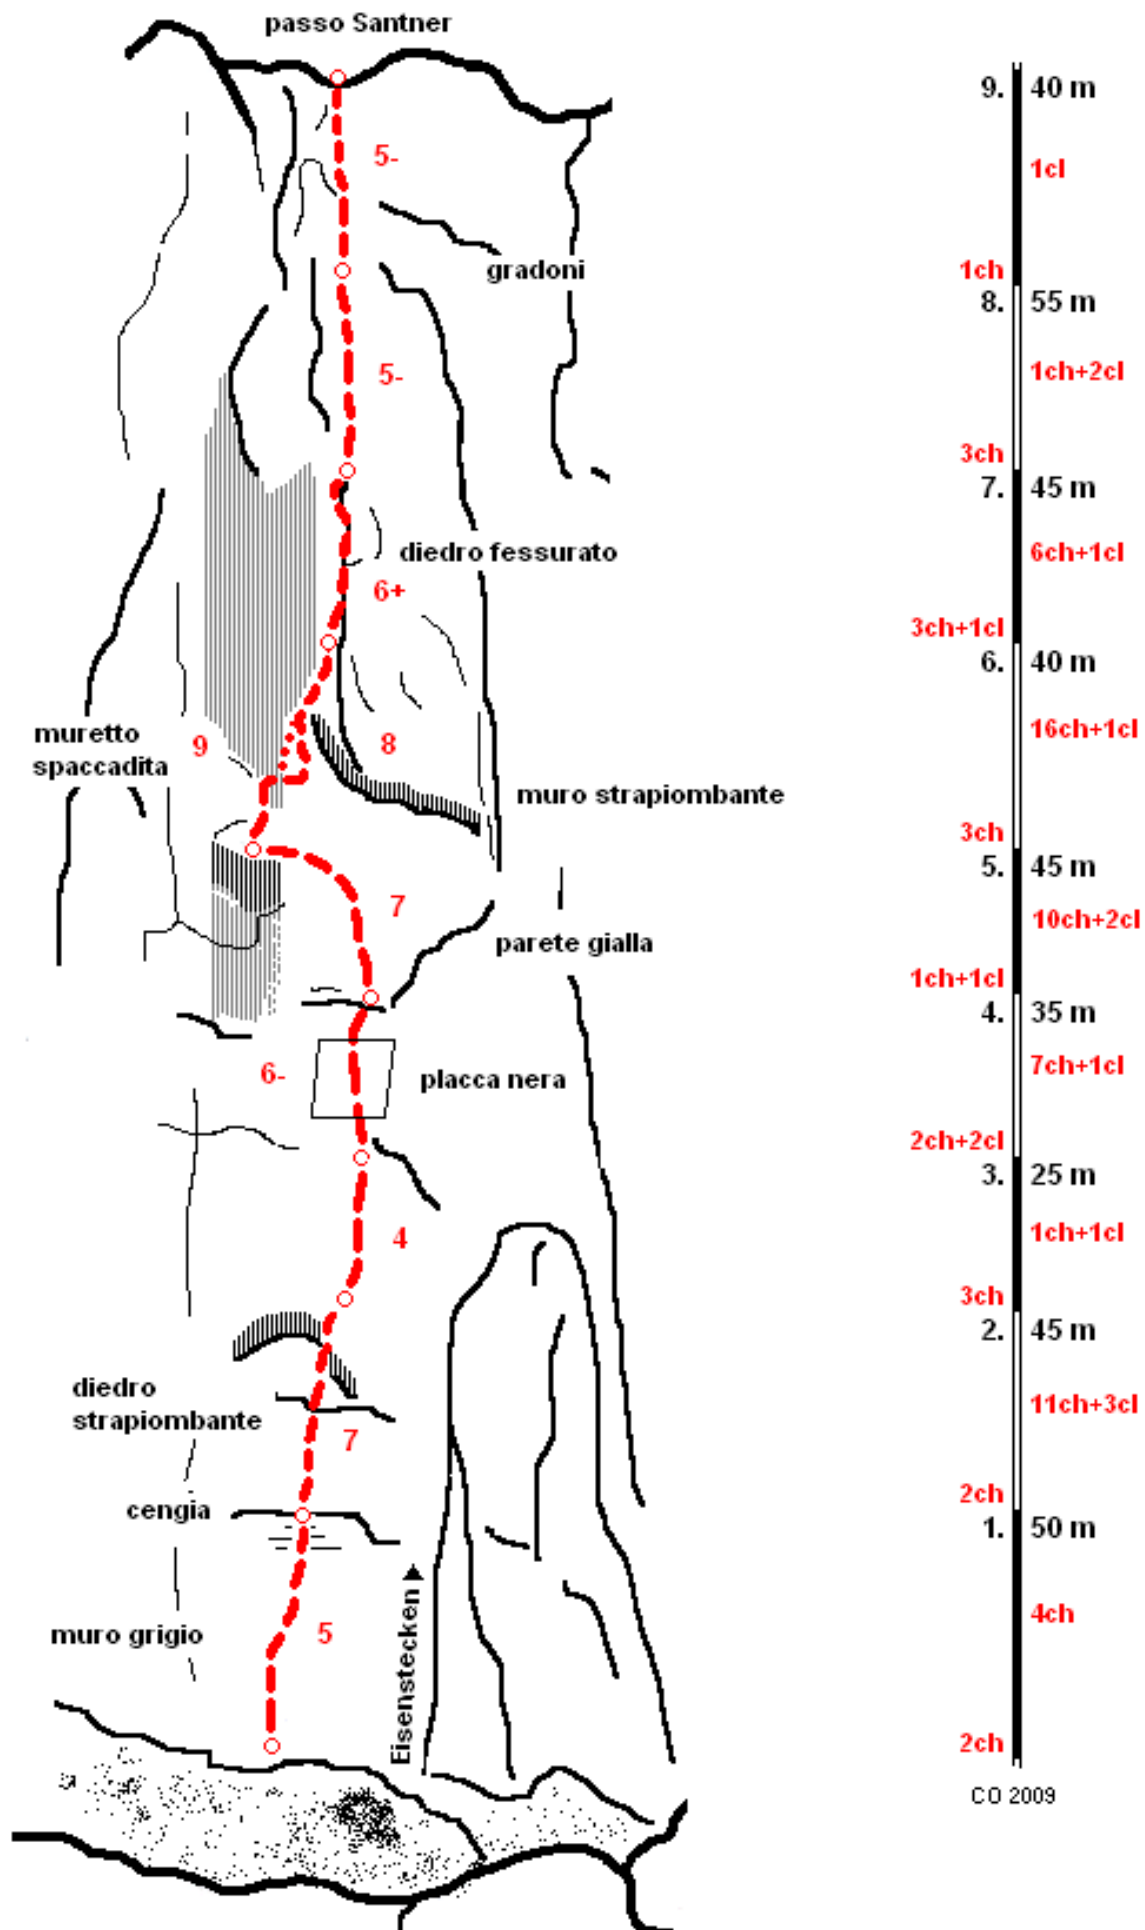 passo Santner
9. 40 m
5-
1cl
gradoni
1ch
8. 55 m
5-
1ch+2cl
3ch
7. 45 m
diedro fessurato
6ch+1cl
6+
3ch+1cl
6. 40 m
muretto
spaccadita
9
8
16ch+1cl
muro strapiombante
3ch
5. 45 m
7
10ch+2cl
parete gialla
1ch+1cl
4. 35 m
6-
placca nera
7ch+1cl
2ch+2cl
3. 25 m
4
1ch+1cl
3ch
2. 45 m
diedro
strapiombante
7
11ch+3cl
2ch
cengia
1. 50 m
Eisenstecken
muro grigio
5
4ch
2ch
CO 2009